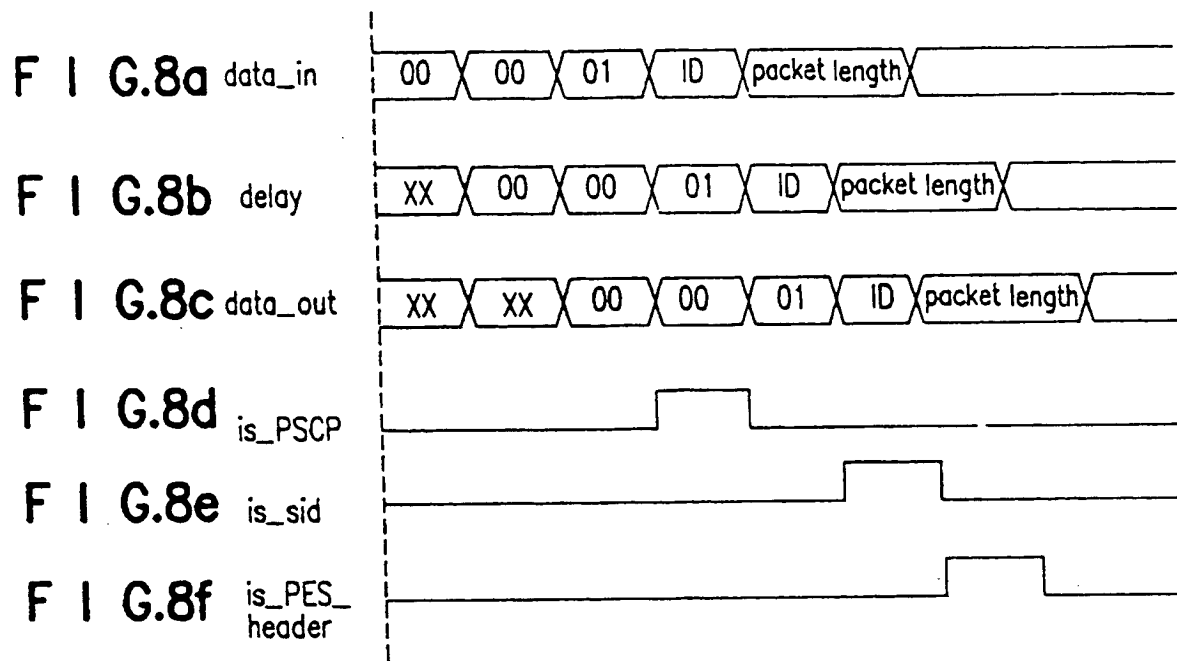 F I G.8a data_in 00 00 01 ID packet length
F I G.8b delay XX 00 00 01 ID packet length
F I G.8c data_out XX XX 00 00 01 ID packet length
F I G.8d is_PSCP
F I G.8e is_sid
F I G.8f is_PES_
header